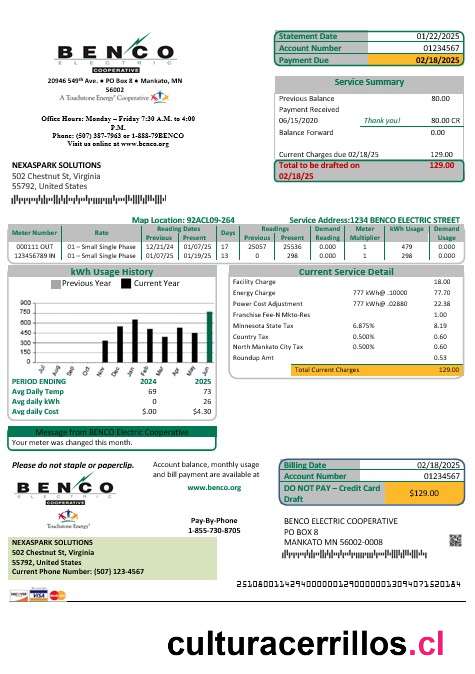 BENCO
ELECTRIC
COOPERATIVE
20946 549th Ave. • PO Box 8 • Mankato, MN
56002
A Touchstone Energy® Cooperative
Office Hours: Monday – Friday 7:30 A.M. to 4:00
P.M.
Phone: (507) 387-7963 or 1-888-79BENCO
Visit us online at www.benco.org
Statement Date 01/22/2025
Account Number 01234567
Payment Due 02/18/2025
Service Summary
Previous Balance 80.00
Payment Received
06/15/2020 Thank you! 80.00 CR
Balance Forward 0.00
Current Charges due 02/18/25 129.00
Total to be drafted on 129.00
02/18/25
NEXASPARK SOLUTIONS
502 Chestnut St, Virginia
55792, United States
Map Location: 92ACL09-264 Service Address:1234 BENCO ELECTRIC STREET
Meter Number Rate Reading Dates Previous Present Days Readings Previous Present Demand Reading Meter Multiplier kWh Usage Demand Usage
000111 OUT 01 – Small Single Phase 12/21/24 01/07/25 17 25057 25536 0.000 1 479 0.000
123456789 IN 01 – Small Single Phase 01/07/25 01/19/25 13 0 298 0.000 1 298 0.000
kWh Usage History
Previous Year Current Year
900
750
600
450
300
150
0
Jul Aug Sep Oct Nov Dec Jan Feb Mar Apr May Jun
PERIOD ENDING 2024 2025
Avg Daily Temp 69 73
Avg daily kWh 0 26
Avg daily Cost $.00 $4.30
Current Service Detail
Facility Charge 18.00
Energy Charge 777 kWh@ .10000 77.70
Power Cost Adjustment 777 kWh@ .02880 22.38
Franchise Fee-N Mkto-Res 1.00
Minnesota State Tax 6.875% 8.19
Country Tax 0.500% 0.60
North Mankato City Tax 0.500% 0.60
Roundup Amt 0.53
Total Current Charges 129.00
Message from BENCO Electric Cooperative
Your meter was changed this month.
Please do not staple or paperclip.
BENCO
ELECTRIC
COOPERATIVE
Touchstone Energy®
Account balance, monthly usage
and bill payment are available at
www.benco.org
Pay-By-Phone
1-855-730-8705
Billing Date 02/18/2025
Account Number 01234567
DO NOT PAY – Credit Card
Draft
$129.00
NEXASPARK SOLUTIONS
502 Chestnut St, Virginia
55792, United States
Current Phone Number: (507) 123-4567
BENCO ELECTRIC COOPERATIVE
PO BOX 8
MANKATO MN 56002-0008
VISA
culturacerrillos.cl